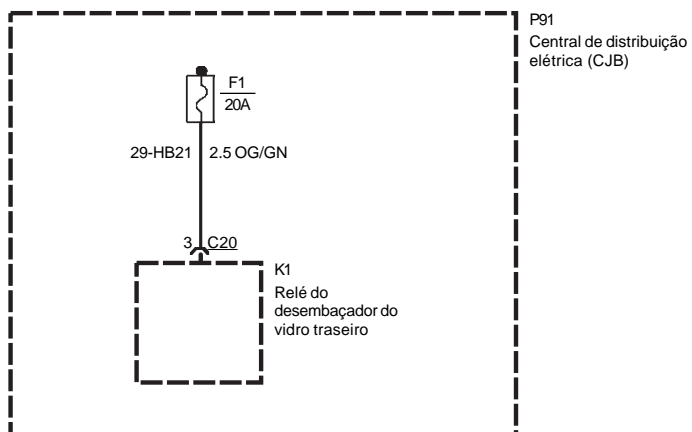 P91
Central de distribuição
elétrica (CJB)
F1
20A
29-HB21 2.5 OG/GN
3 C20
K1
Relé do
desembaçador do
vidro traseiro